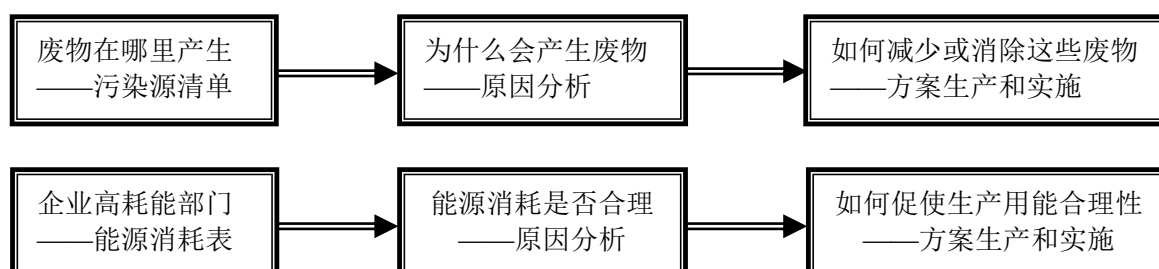 废物在哪里产生
——污染源清单
为什么会产生废物
——原因分析
如何减少或消除这些废物
——方案生产和实施
企业高耗能部门
——能源消耗表
能源消耗是否合理
——原因分析
如何促使生产用能合理性
——方案生产和实施